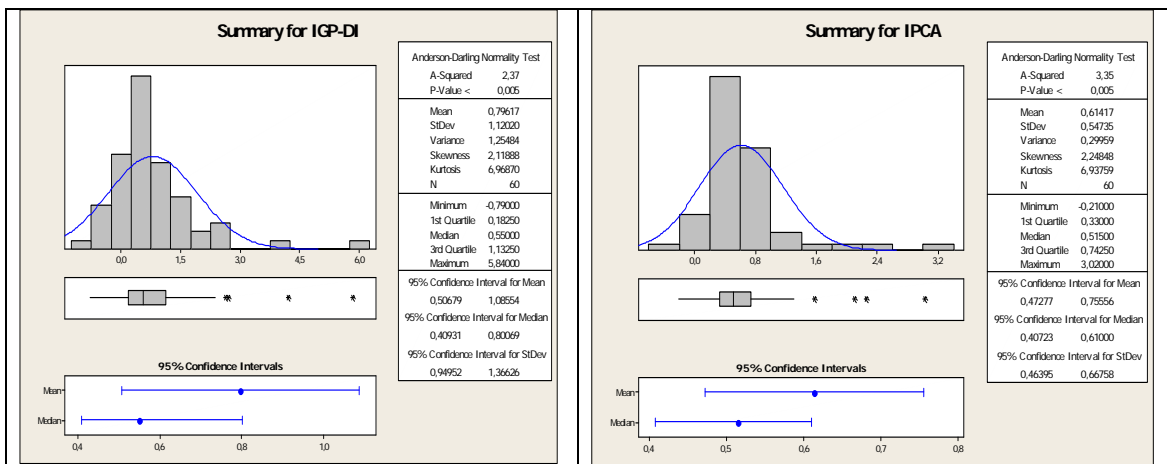 Summary for IGP-DI
Anderson-Darling Normality Test
A-Squared 2,37
P-Value < 0,005
Mean 0,79617
StDev 1,12020
Variance 1,25484
Skewness 2,11888
Kurtosis 6,96870
N 60
Minimum -0,79000
1st Quartile 0,18250
Median 0,55000
3rd Quartile 1,13250
Maximum 5,84000
95% Confidence Interval for Mean
0,50679 1,08554
95% Confidence Interval for Median
0,40931 0,80069
95% Confidence Interval for StDev
0,94952 1,36626
0,0 1,5 3,0 4,5 6,0
95% Confidence Intervals
Mean
Median
0,4 0,6 0,8 1,0
Summary for IPCA
Anderson-Darling Normality Test
A-Squared 3,35
P-Value < 0,005
Mean 0,61417
StDev 0,54735
Variance 0,29959
Skewness 2,24848
Kurtosis 6,93759
N 60
Minimum -0,21000
1st Quartile 0,33000
Median 0,51500
3rd Quartile 0,74250
Maximum 3,02000
95% Confidence Interval for Mean
0,47277 0,75556
95% Confidence Interval for Median
0,40723 0,61000
95% Confidence Interval for StDev
0,46395 0,66758
0,0 0,8 1,6 2,4 3,2
95% Confidence Intervals
Mean
Median
0,4 0,5 0,6 0,7 0,8